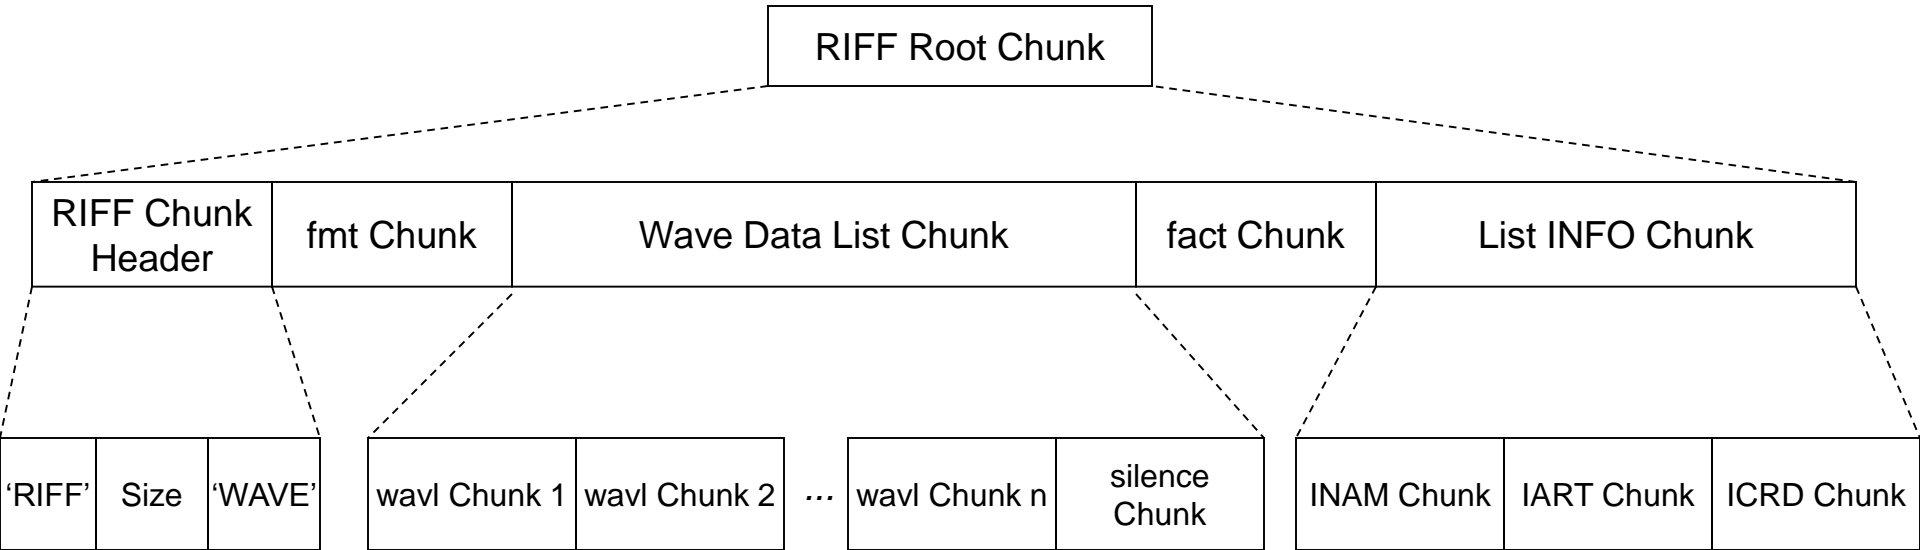 RIFF Root Chunk
RIFF Chunk
Header
fmt Chunk
Wave Data List Chunk
fact Chunk
List INFO Chunk
‘RIFF’
Size
‘WAVE’
wavl Chunk 1
wavl Chunk 2
...
wavl Chunk n
silence
Chunk
INAM Chunk
IART Chunk
ICRD Chunk